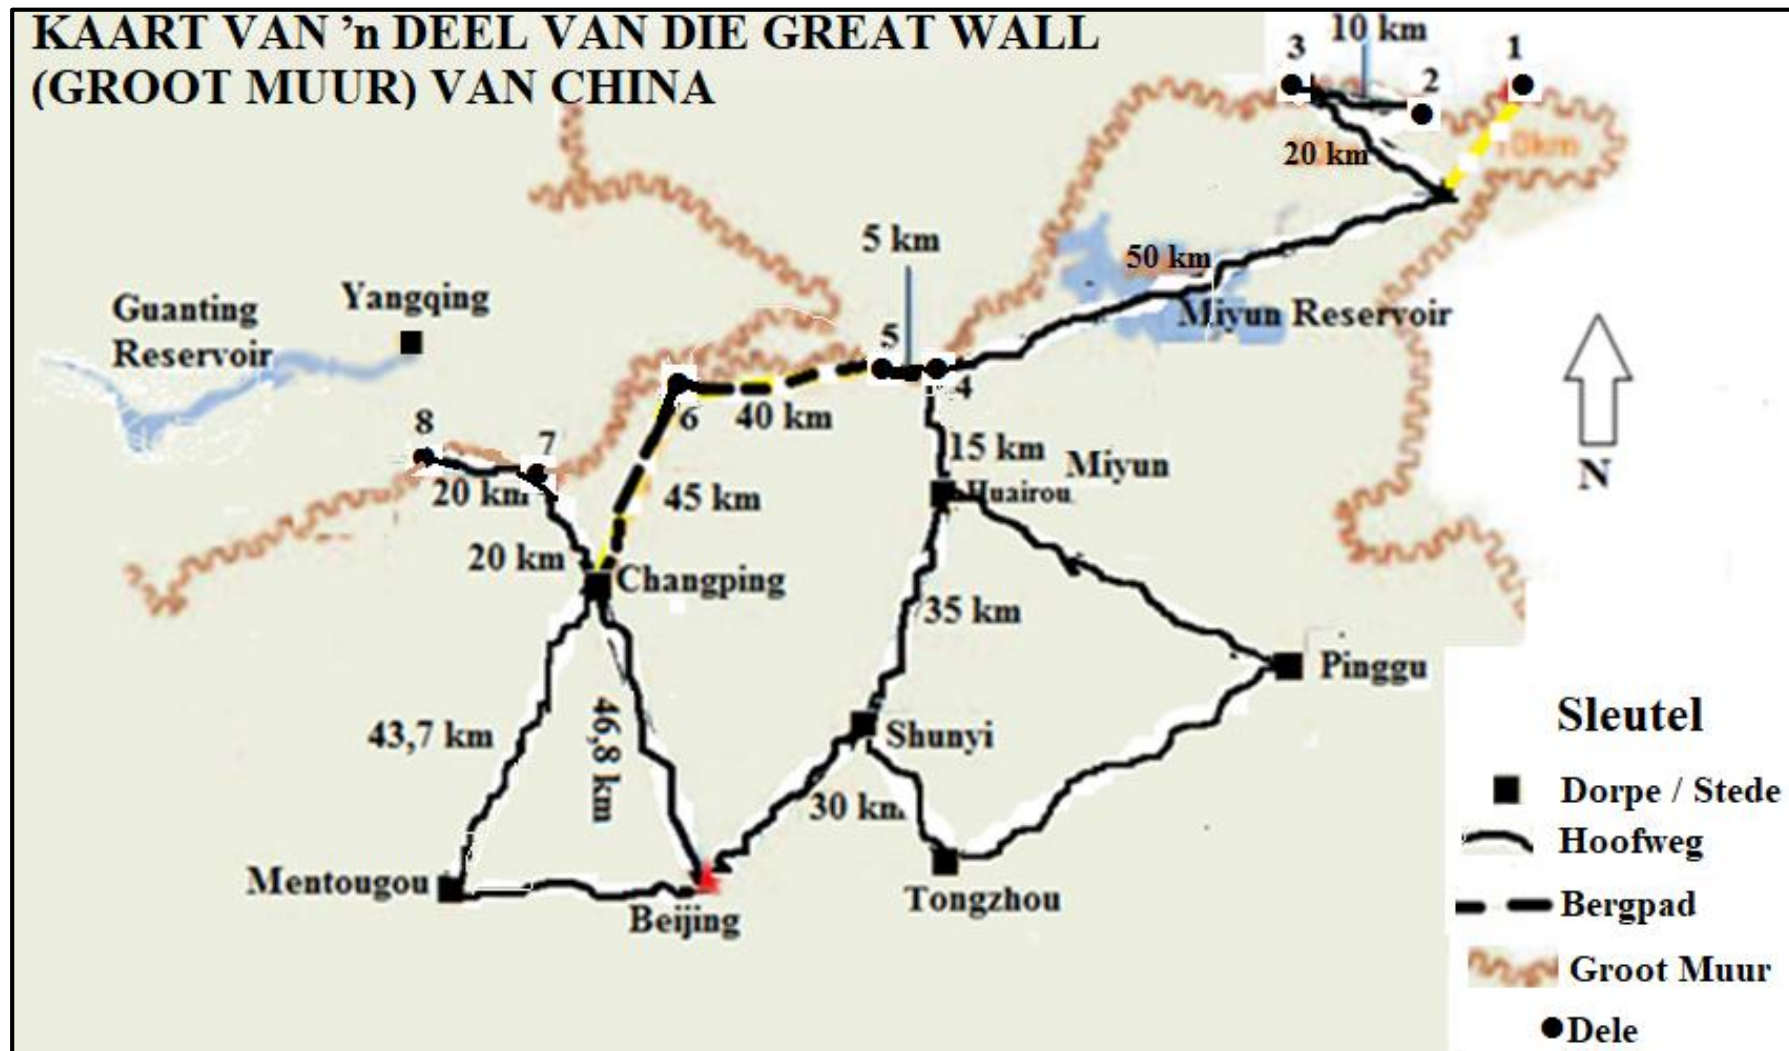 KAART VAN ’n DEEL VAN DIE GREAT WALL
(GROOT MUUR) VAN CHINA
10 km
3
1
2
20 km
5 km
50 km
Guanting
Reservoir
Yangqing
Miyun Reservoir
5
4
6
40 km
8
7
15 km
Miyun
N
20 km
45 km
Huairou
20 km
Changping
35 km
Pinggu
43,7 km
46,8 km
Shunyi
30 km
Mentougou
Beijing
Tongzhou
Sleutel
Dorpe / Stede
Hoofweg
Bergpad
Groot Muur
Dele